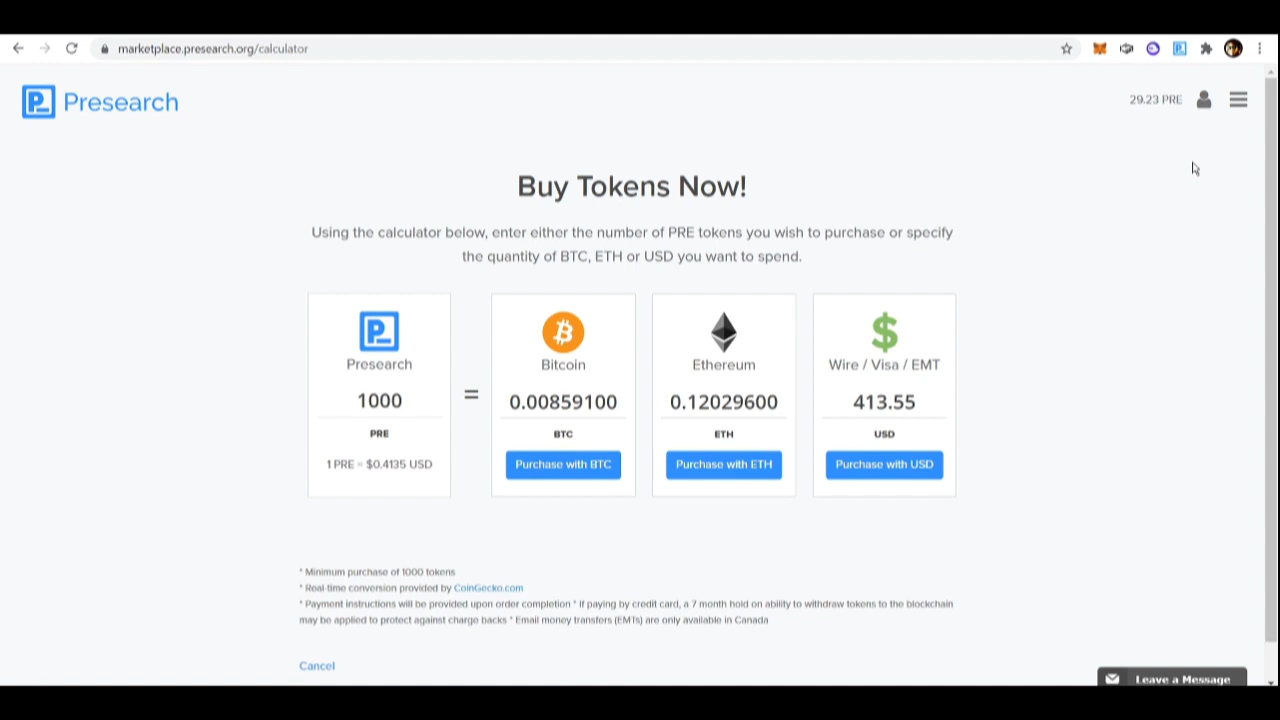 marketplace.presearch.org/calculator
Presearch
29.23 PRE
Buy Tokens Now!
Using the calculator below, enter either the number of PRE tokens you wish to purchase or specify
the quantity of BTC, ETH or USD you want to spend.
Presearch
1000
PRE
1 PRE = $0.4135 USD
=
Bitcoin
0.00859100
BTC
Purchase with BTC
Ethereum
0.12029600
ETH
Purchase with ETH
Wire / Visa / EMT
413.55
USD
Purchase with USD
* Minimum purchase of 1000 tokens
* Real-time conversion provided by CoinGecko.com
* Payment instructions will be provided upon order completion * If paying by credit card, a 7 month hold on ability to withdraw tokens to the blockchain
may be applied to protect against charge backs * Email money transfers (EMTs) are only available in Canada
Cancel
Leave a Message